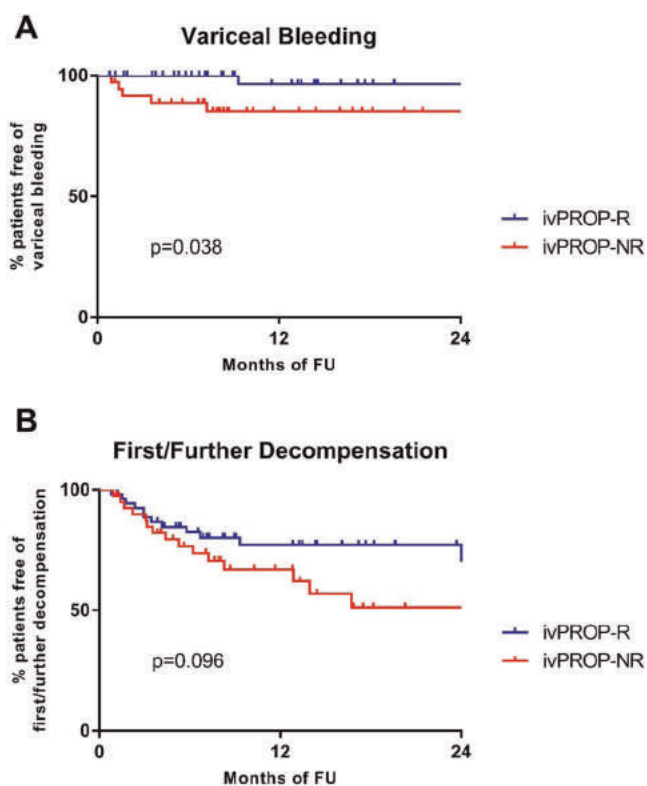 A
Variceal Bleeding
% patients free of
variceal bleeding
100
50
0
p=0.038
ivPROP-R
ivPROP-NR
0 12 24
Months of FU
B
First/Further Decompensation
% patients free of
first/further decompensation
100
50
0
p=0.096
ivPROP-R
ivPROP-NR
0 12 24
Months of FU